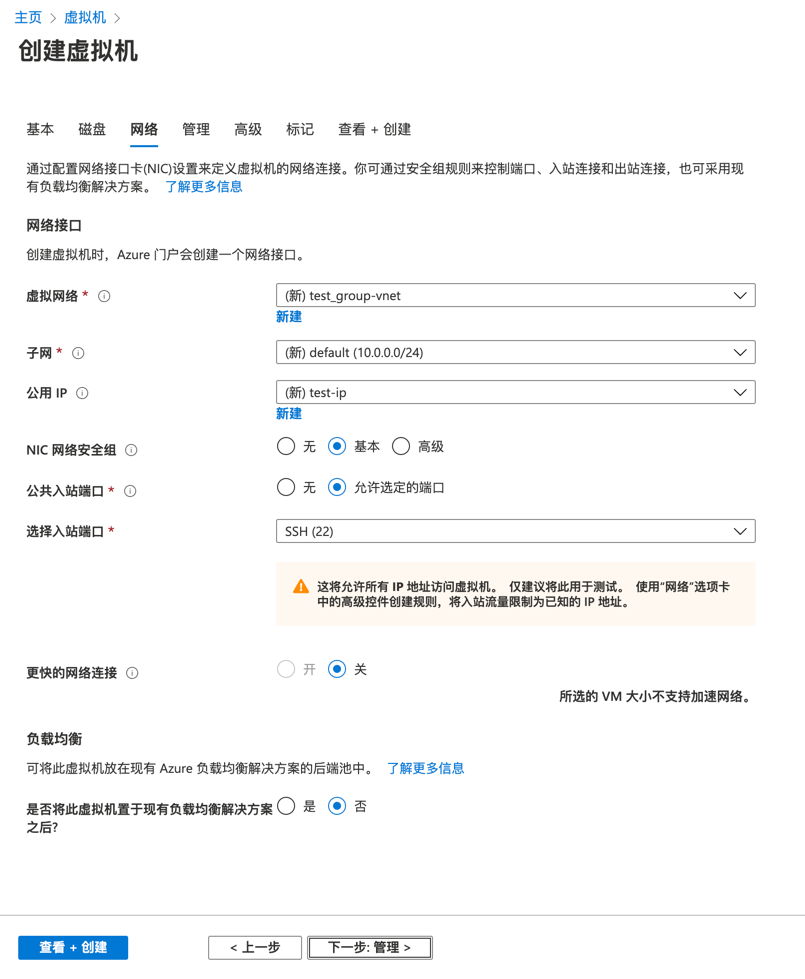 主页 > 虚拟机 >
创建虚拟机
基本 磁盘 网络 管理 高级 标记 查看 + 创建
通过配置网络接口卡(NIC)设置来定义虚拟机的网络连接。你可通过安全组规则来控制端口、入站连接和出站连接，也可采用现
有负载均衡解决方案。 了解更多信息
网络接口
创建虚拟机时，Azure 门户会创建一个网络接口。
虚拟网络 * (新) test_group-vnet
新建
子网 * (新) default (10.0.0.0/24)
公用 IP (新) test-ip
新建
NIC 网络安全组 无 基本 高级
公共入站端口 * 无 允许选定的端口
选择入站端口 * SSH (22)
这将允许所有 IP 地址访问虚拟机。 仅建议将此用于测试。 使用“网络”选项卡
中的高级控件创建规则，将入站流量限制为已知的 IP 地址。
更快的网络连接 开 关
所选的 VM 大小不支持加速网络。
负载均衡
可将此虚拟机放在现有 Azure 负载均衡解决方案的后端池中。 了解更多信息
是否将此虚拟机置于现有负载均衡解决方案 是 否
之后?
查看 + 创建 < 上一步 下一步: 管理 >